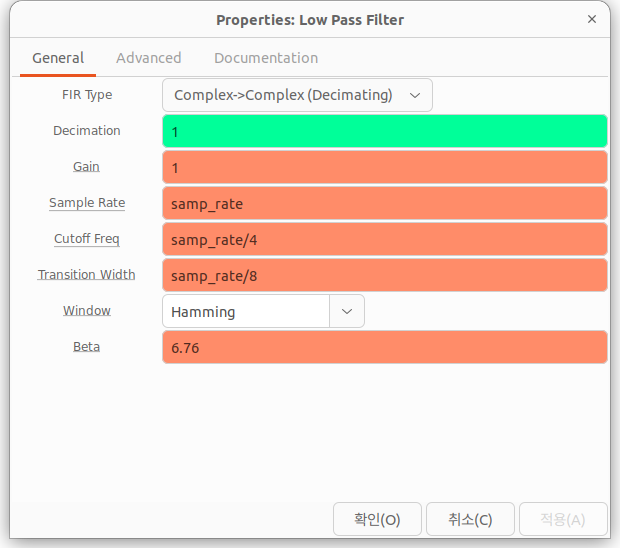 Properties: Low Pass Filter
General Advanced Documentation
FIR Type Complex->Complex (Decimating)
Decimation 1
Gain 1
Sample Rate samp_rate
Cutoff Freq samp_rate/4
Transition Width samp_rate/8
Window Hamming
Beta 6.76
확인(O) 취소(C) 적용(A)